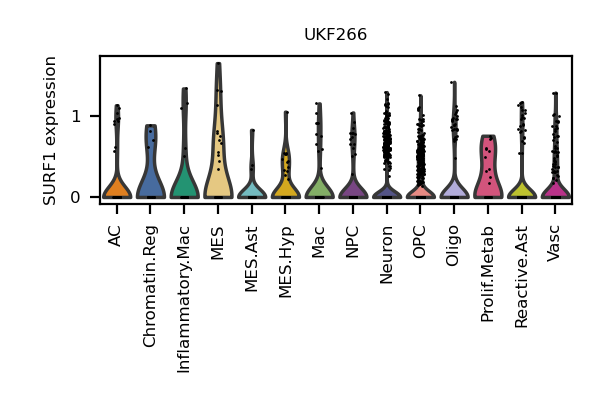 UKF266
SURF1 expression
1
0
AC
Chromatin.Reg
Inflammatory.Mac
MES
MES.Ast
MES.Hyp
Mac
NPC
Neuron
OPC
Oligo
Prolif.Metab
Reactive.Ast
Vasc